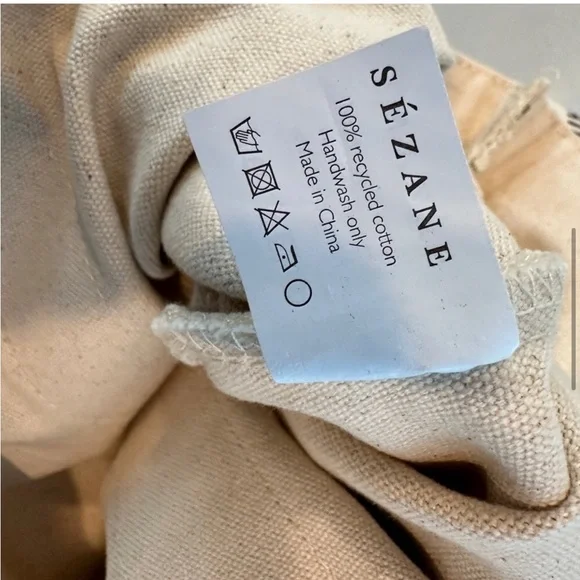 SÉZANE
100% recycled cotton
Handwash only
Made in China